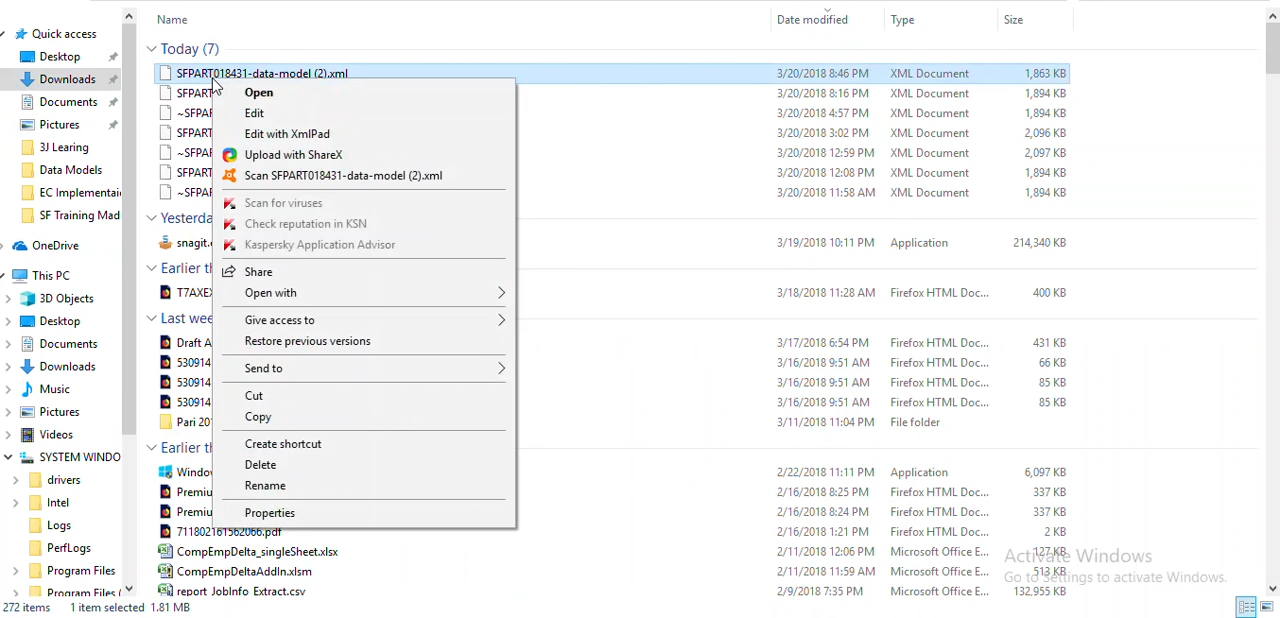 Name Date modified Type Size
Quick access
Desktop
Downloads
Documents
Pictures
3J Learing
Data Models
EC Implementai
SF Training Mad
OneDrive
This PC
3D Objects
Desktop
Documents
Downloads
Music
Pictures
Videos
SYSTEM WINDO
drivers
Intel
Logs
PerfLogs
Program Files
Program Files (
Today (7)
SFPART018431-data-model (2).xml 3/20/2018 8:46 PM XML Document 1,863 KB
SFPART 3/20/2018 8:16 PM XML Document 1,894 KB
~SFPAR 3/20/2018 4:57 PM XML Document 1,894 KB
SFPART 3/20/2018 3:02 PM XML Document 2,096 KB
~SFPAR 3/20/2018 12:59 PM XML Document 2,097 KB
SFPART 3/20/2018 12:08 PM XML Document 1,894 KB
~SFPAR 3/20/2018 11:58 AM XML Document 1,894 KB
Yesterda
snagit. 3/19/2018 10:11 PM Application 214,340 KB
Earlier th
T7AXEX 3/18/2018 11:28 AM Firefox HTML Doc... 400 KB
Last wee
Draft A 3/17/2018 6:54 PM Firefox HTML Doc... 431 KB
530914 3/16/2018 9:51 AM Firefox HTML Doc... 66 KB
530914 3/16/2018 9:51 AM Firefox HTML Doc... 85 KB
530914 3/16/2018 9:51 AM Firefox HTML Doc... 85 KB
Pari 20 3/11/2018 11:04 PM File folder
Earlier th
Window 2/22/2018 11:11 PM Application 6,097 KB
Premiu 2/16/2018 8:25 PM Firefox HTML Doc... 337 KB
Premiu 2/16/2018 8:24 PM Firefox HTML Doc... 337 KB
711802161562066.pdf 2/16/2018 1:21 PM Firefox HTML Doc... 2 KB
CompEmpDelta_singleSheet.xlsx 2/11/2018 12:06 PM Microsoft Office E... 127 KB
CompEmpDeltaAddIn.xlsm 2/11/2018 11:59 AM Microsoft Office E... 513 KB
report JobInfo Extract.csv 2/9/2018 7:35 PM Microsoft Office E... 132,955 KB
Open
Edit
Edit with XmlPad
Upload with ShareX
Scan SFPART018431-data-model (2).xml
Scan for viruses
Check reputation in KSN
Kaspersky Application Advisor
Share
Open with
Give access to
Restore previous versions
Send to
Cut
Copy
Create shortcut
Delete
Rename
Properties
Activate Windows
Go to Settings to activate Windows.
272 items 1 item selected 1.81 MB